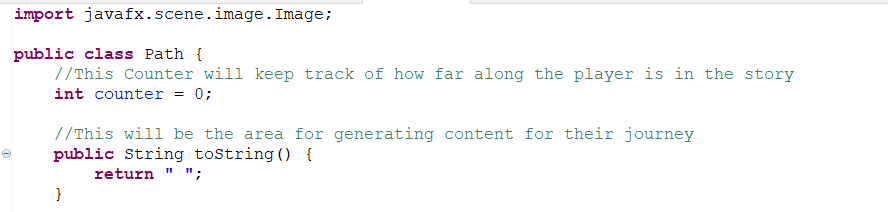 import javafx.scene.image.Image;
public class Path {
//This Counter will keep track of how far along the player is in the story
int counter = 0;
//This will be the area for generating content for their journey
public String toString() {
return " ";
}